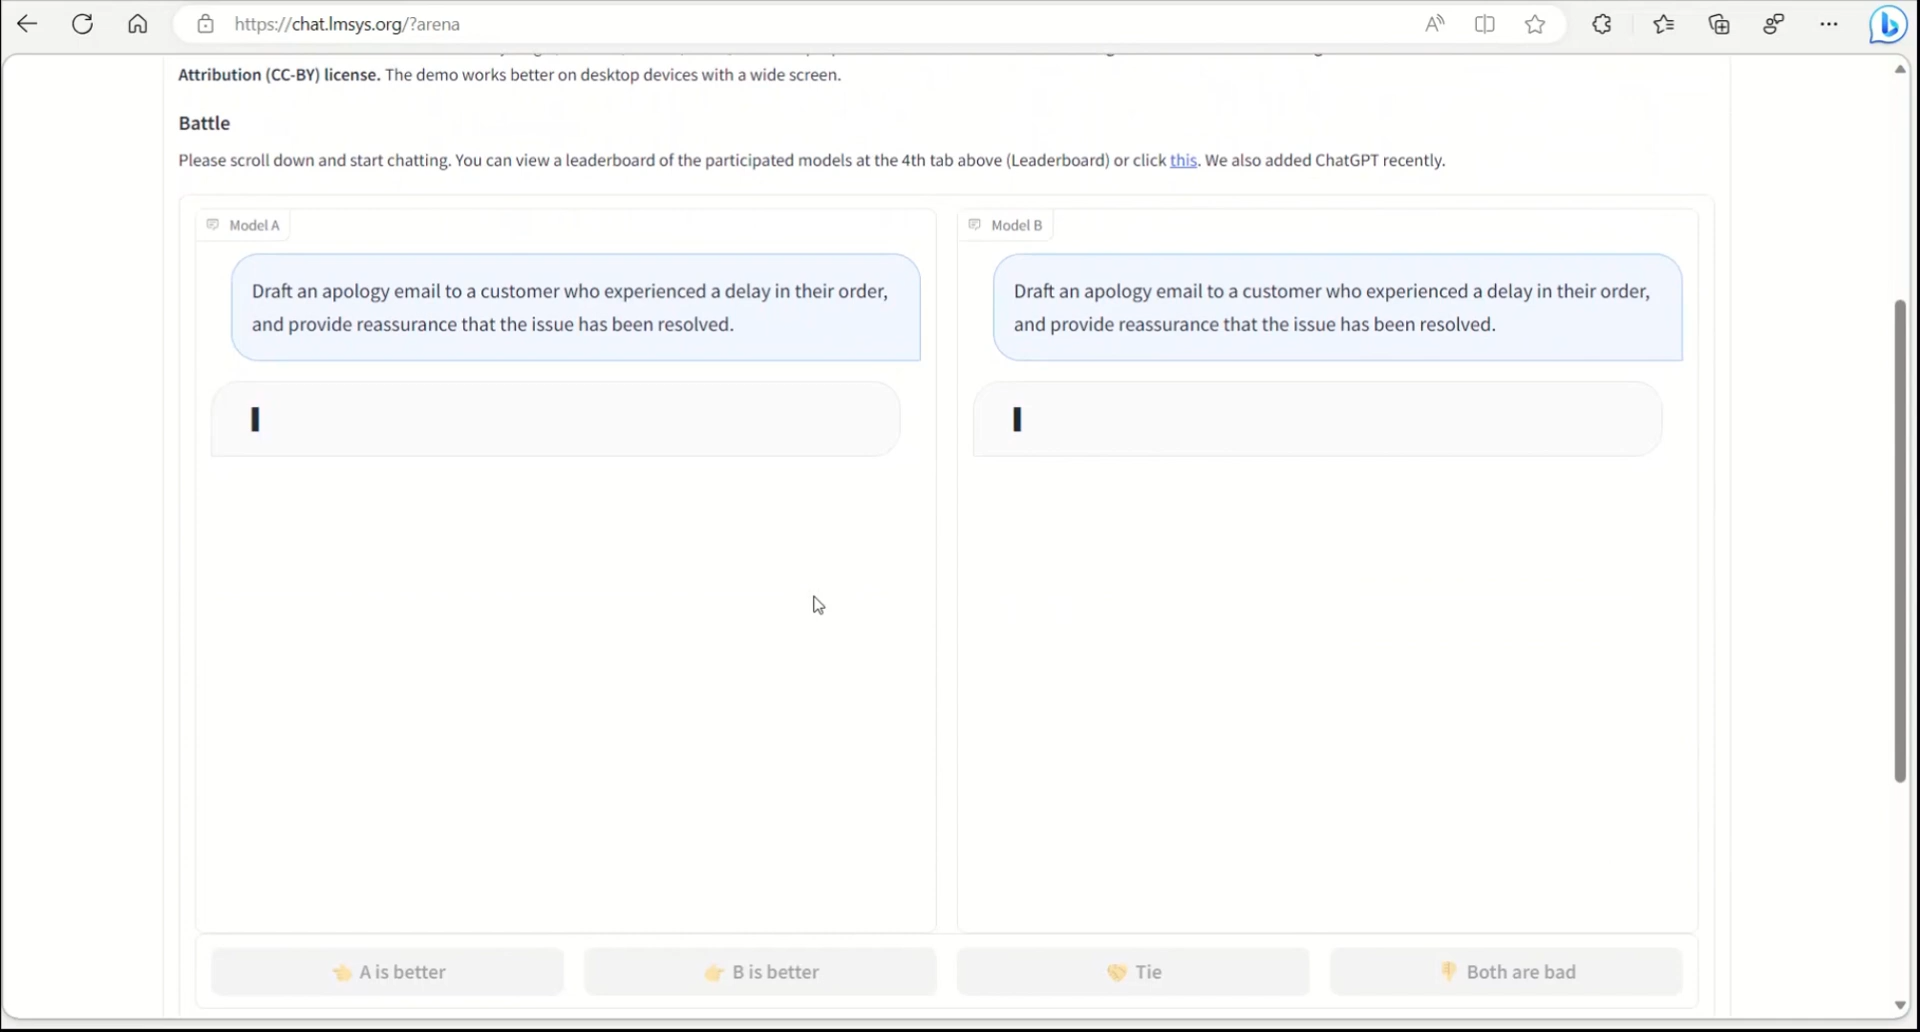 https://chat.lmsys.org/?arena
Attribution (CC-BY) license. The demo works better on desktop devices with a wide screen.
Battle
Please scroll down and start chatting. You can view a leaderboard of the participated models at the 4th tab above (Leaderboard) or click this. We also added ChatGPT recently.
Model A
Draft an apology email to a customer who experienced a delay in their order,
and provide reassurance that the issue has been resolved.
Model B
Draft an apology email to a customer who experienced a delay in their order,
and provide reassurance that the issue has been resolved.
A is better
B is better
Tie
Both are bad